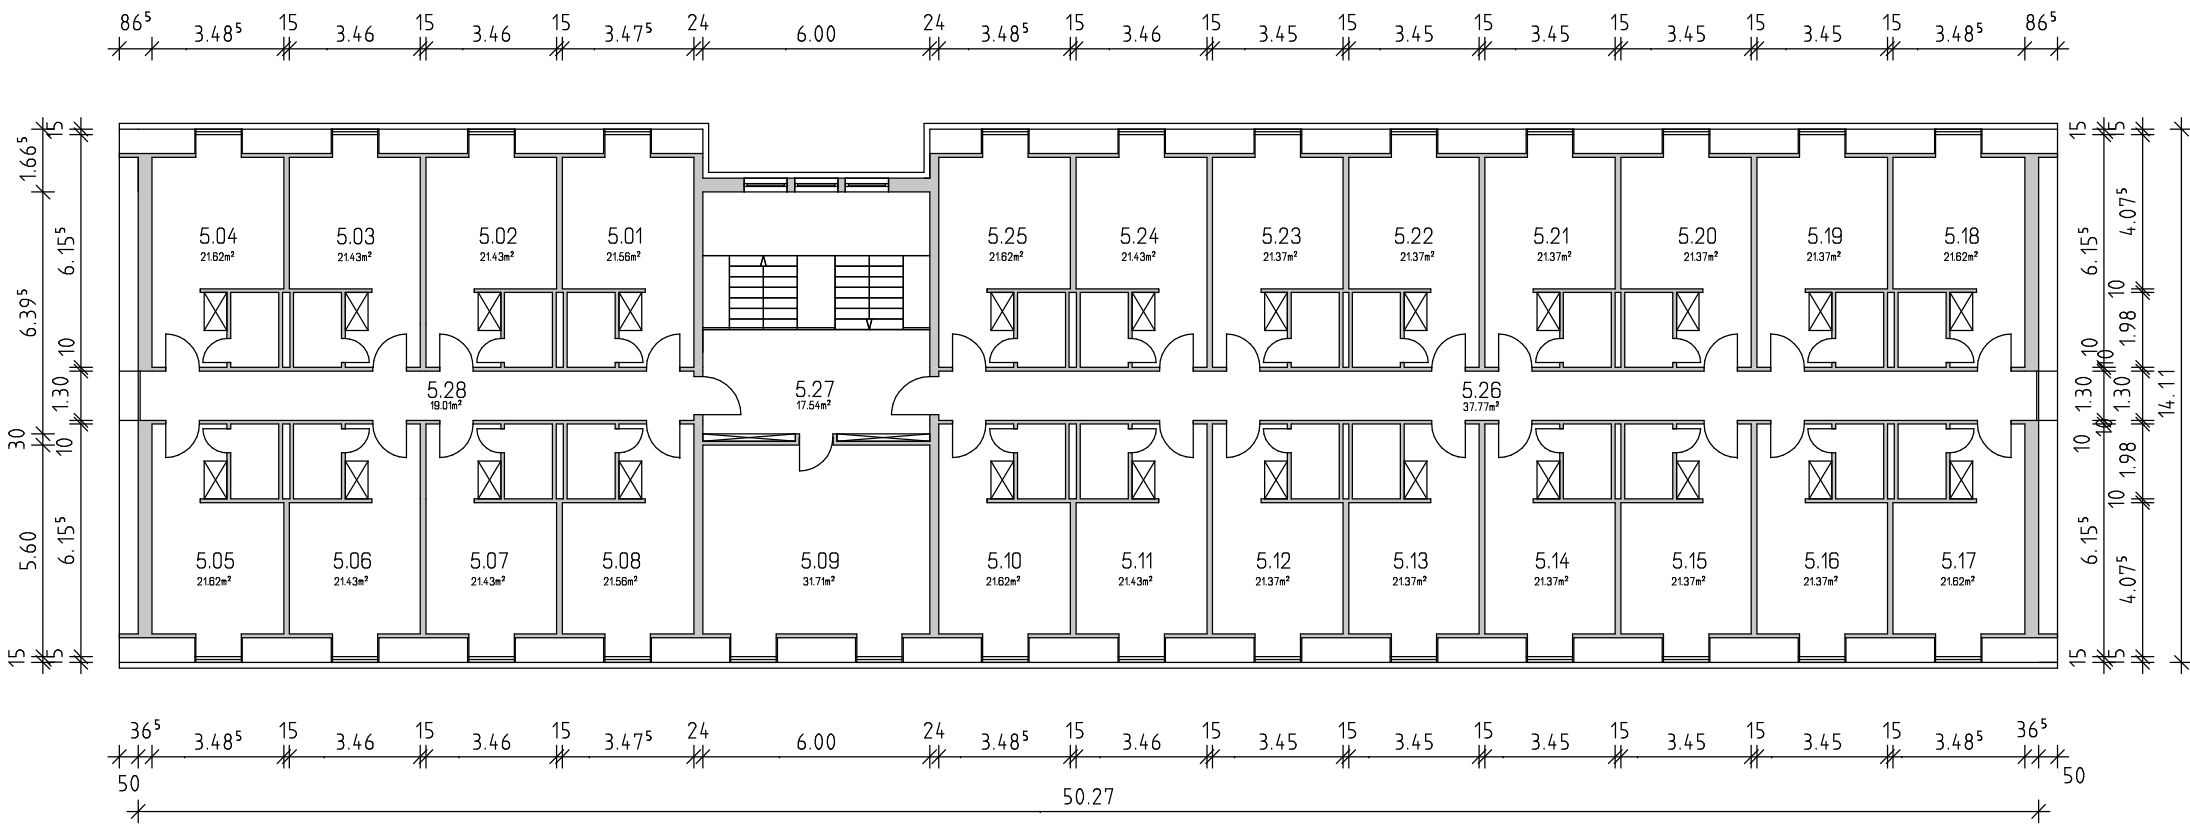 86⁵ 3.48⁵ 15 3.46 15 3.46 15 3.47⁵ 24 6.00 24 3.48⁵ 15 3.46 15 3.45 15 3.45 15 3.45 15 3.45 15 3.45 15 3.48⁵ 86⁵
15 15 15 15
1.66⁵
6.15⁵ 6.39⁵ 6.15⁵ 4.07⁵
5.04 5.03 5.02 5.01 5.25 5.24 5.23 5.22 5.21 5.20 5.19 5.18
21.62m² 21.43m² 21.43m² 21.56m² 21.62m² 21.43m² 21.37m² 21.37m² 21.37m² 21.37m² 21.37m² 21.62m²
10 10 10 10 1.98
5.28 5.27 5.26
19.01m² 17.54m² 37.77m²
1.30 1.30 1.30 14.11
30 10 10 10 1.98 10
5.05 5.06 5.07 5.08 5.09 5.10 5.11 5.12 5.13 5.14 5.15 5.16 5.17
21.62m² 21.43m² 21.43m² 21.56m² 31.71m² 21.62m² 21.43m² 21.37m² 21.37m² 21.37m² 21.37m² 21.37m² 21.62m²
5.60 6.15⁵ 6.15⁵ 4.07⁵
15 15 15 15
36⁵ 3.48⁵ 15 3.46 15 3.46 15 3.47⁵ 24 6.00 24 3.48⁵ 15 3.46 15 3.45 15 3.45 15 3.45 15 3.45 15 3.45 15 3.48⁵ 36⁵
50 50
50.27